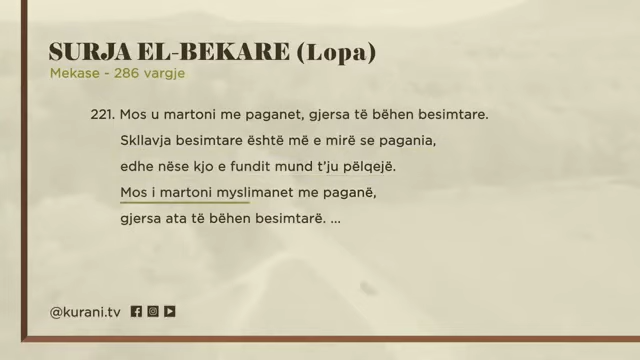 SURJA EL-BEKARE (Lopa)
Mekase - 286 vargje
221. Mos u martoni me paganet, gjersa të bëhen besimtare.
Skllavja besimtare është më e mirë se pagania,
edhe nëse kjo e fundit mund t'ju pëlqejë.
Mos i martoni myslimanet me paganë,
gjersa ata të bëhen besimtarë. ...
@kurani.tv